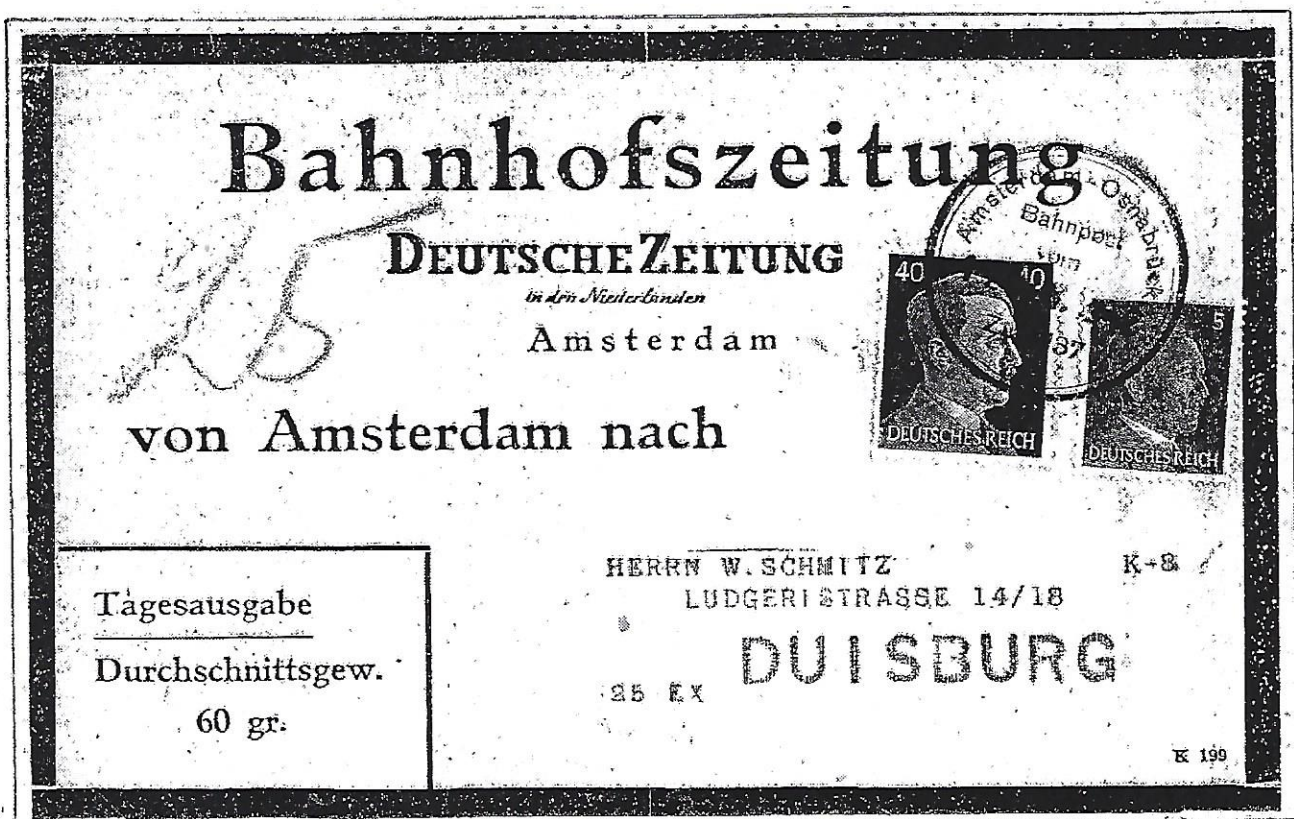 Bahnhofszeitung
DEUTSCHE ZEITUNG
in den Niederlanden
Amsterdam
Amsterdam - Osnabrück
Bahnpost
40 40
DEUTSCHES REICH
37
5
DEUTSCHES REICH
von Amsterdam nach
Tagesausgabe
Durchschnittsgew.
60 gr.
HERRN W. SCHMITZ K-8
LUDGERISTRASSE 14/18
DUISBURG
25 EX
K 199